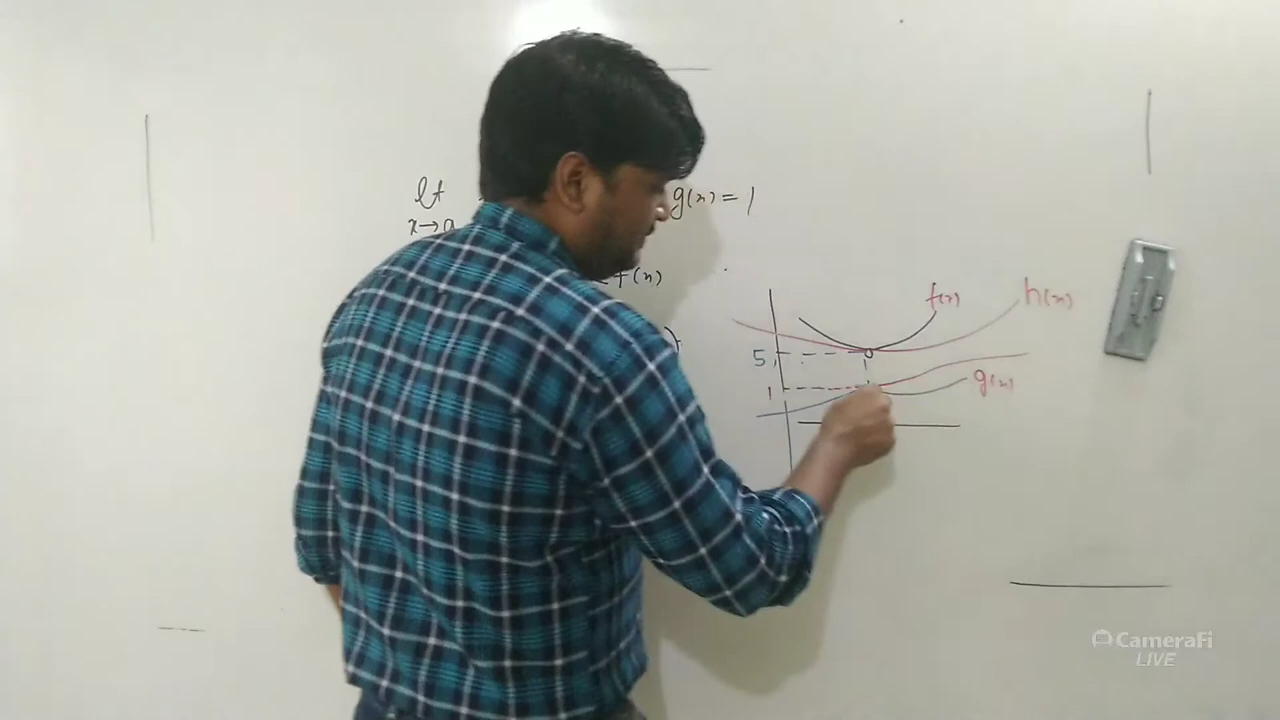 lt g(x) = 1
x→a
f(x)
f(x) h(x)
5
1 g(x)
CameraFi
LIVE